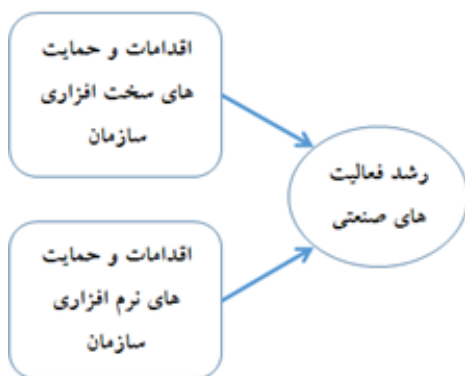 اقدامات و حمایت
های سخت افزاری
سازمان
رشد فعالیت
های صنعتی
اقدامات و حمایت
های نرم افزاری
سازمان